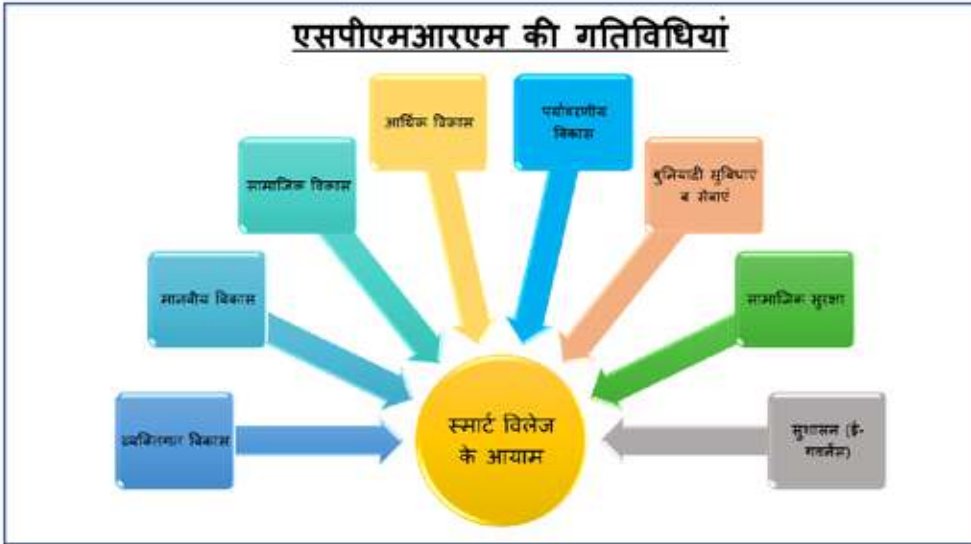 एसपीएमआरएम की गतिविधियां
आर्थिक विकास
पर्यावरणीय
विकास
सामाजिक विकास
बुनियादी सुविधाएं
व सेवाएं
मानवीय विकास
सामाजिक सुरक्षा
व्यक्तिगत विकास
स्मार्ट विलेज
के आयाम
सुशासन (ई-
गवर्नेंस)